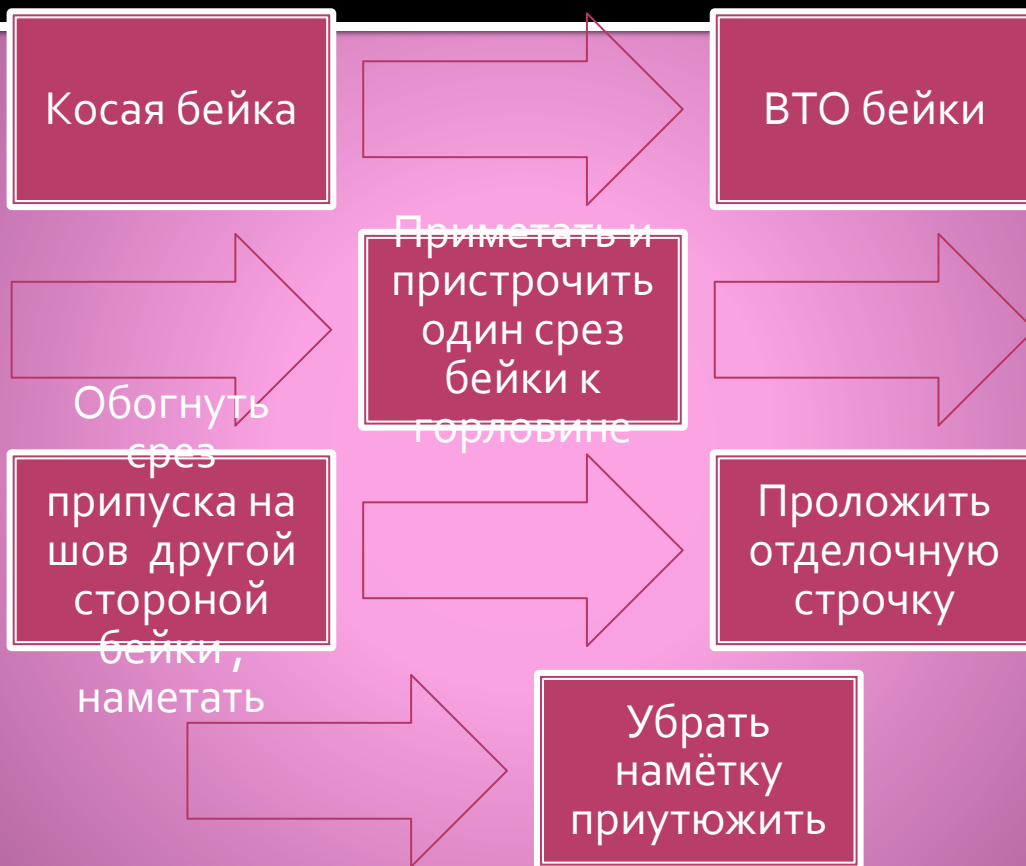 Косая бейка
ВТО бейки
Приметать и
пристрочить
один срез
бейки к
горловине
Обогнуть
срез
припуска на
шов другой
стороной
бейки ,
наметать
Проложить
отделочную
строчку
Убрать
намётку
приутюжить